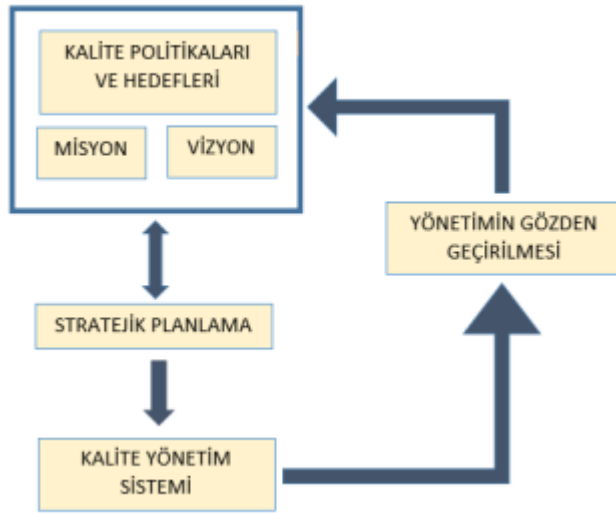 KALİTE POLİTİKALARI
VE HEDEFLERİ
MİSYON
VİZYON
YÖNETİMİN GÖZDEN
GEÇİRİLMESİ
STRATEJİK PLANLAMA
KALİTE YÖNETİM
SİSTEMİ